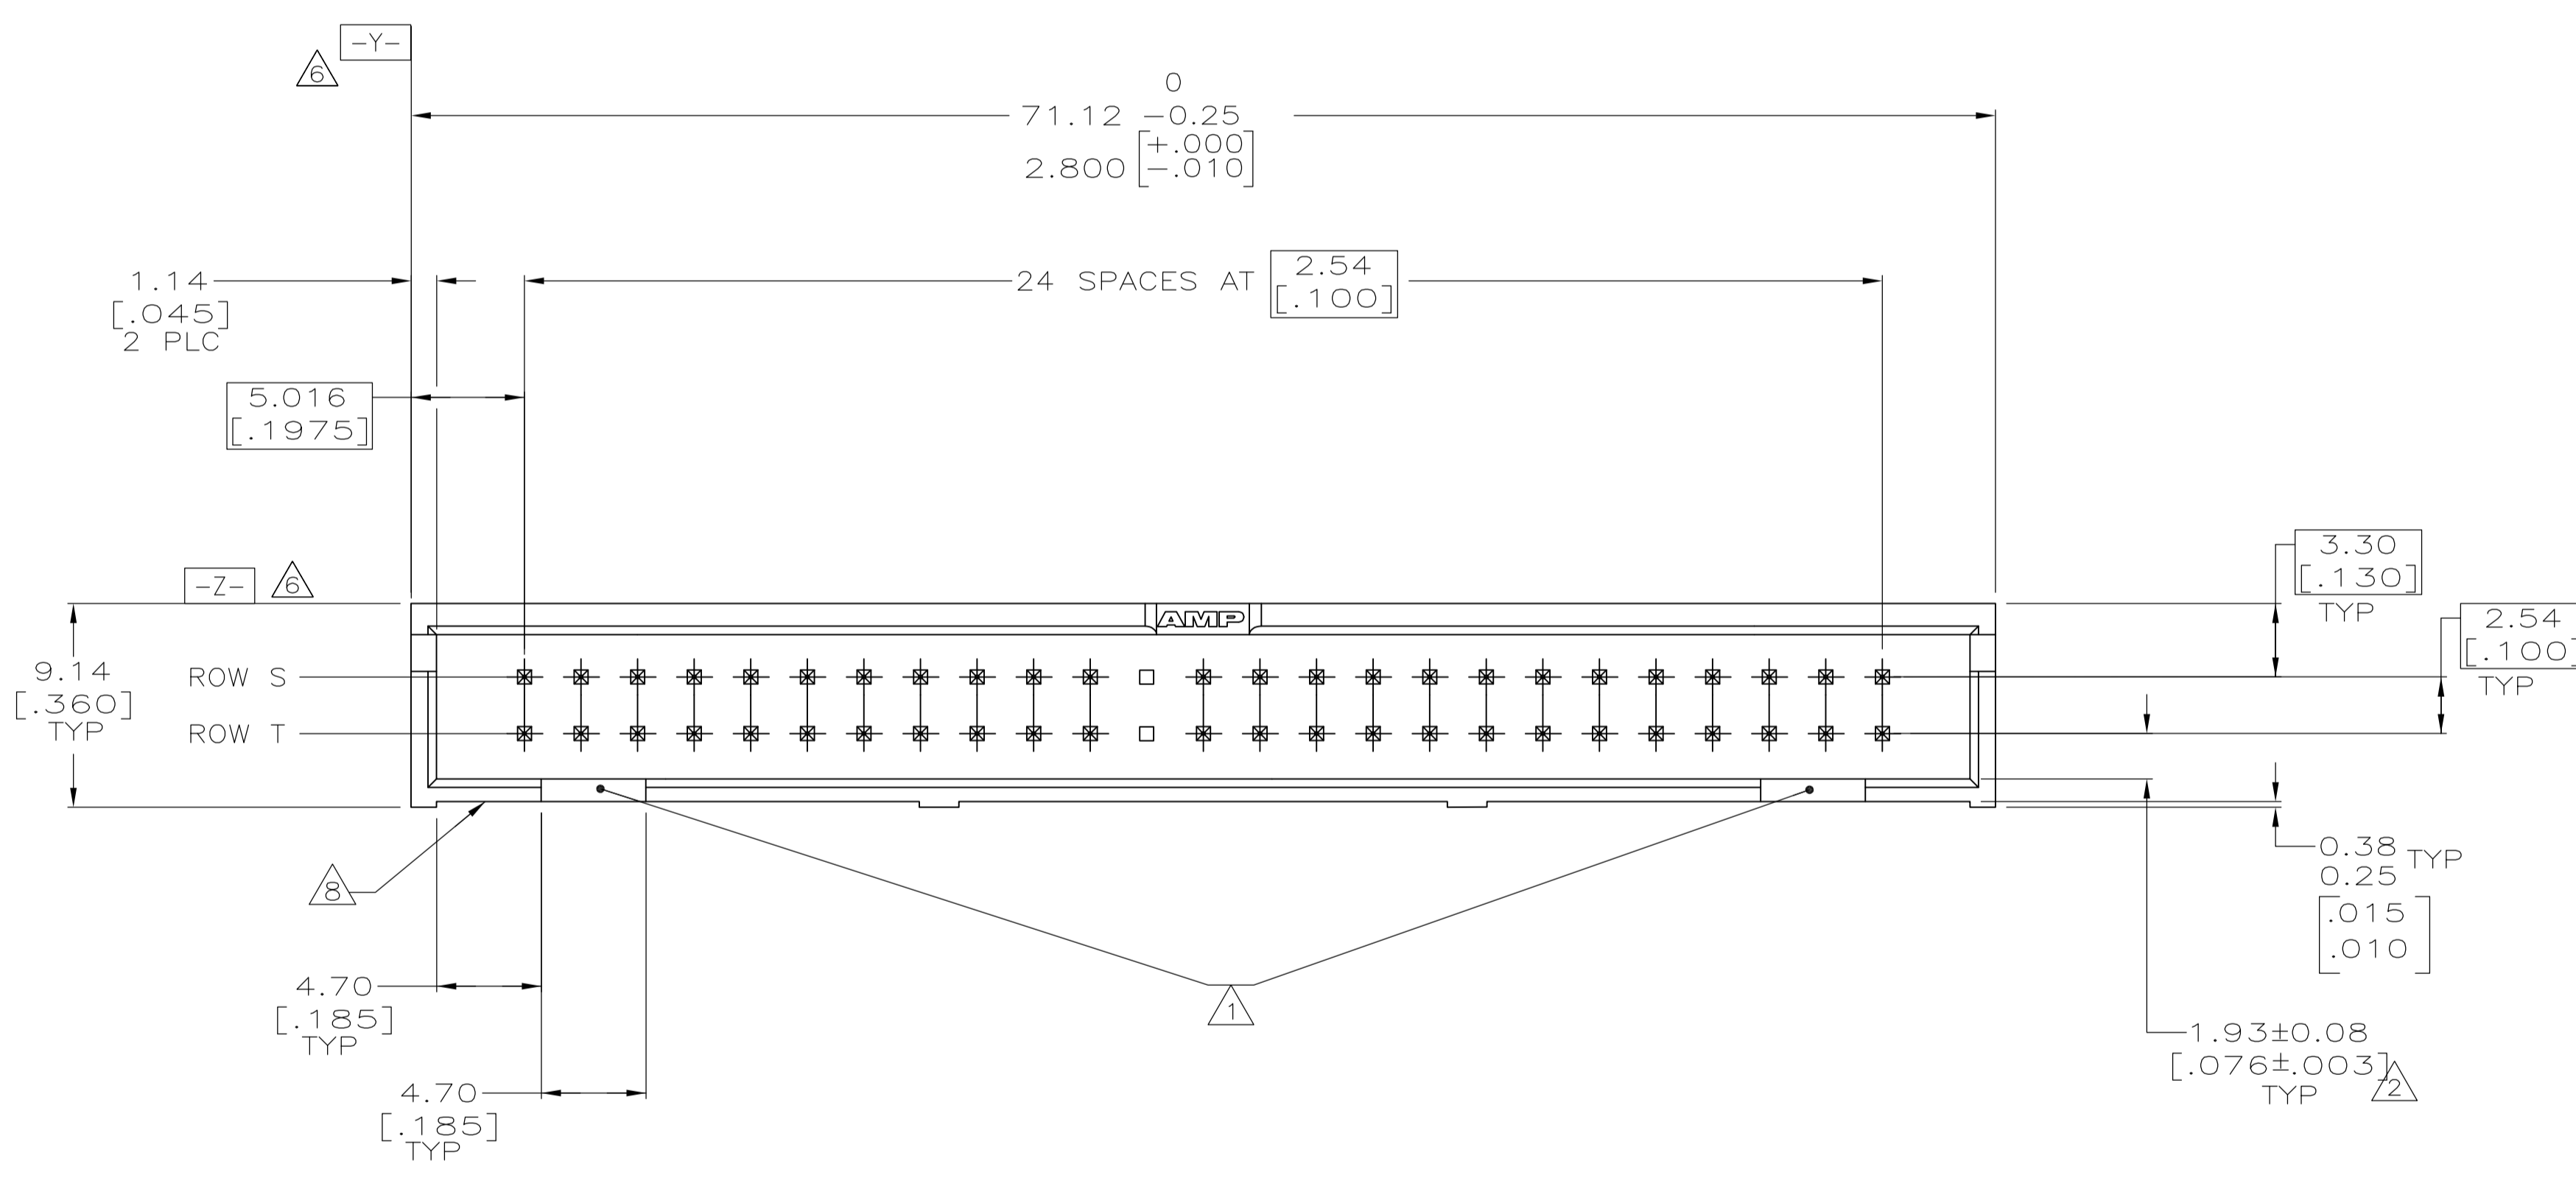 -Y-
6
0
71.12 -0.25
+.000
2.800 [-.010]
1.14
[.045]
2 PLC
24 SPACES AT 2.54
[.100]
5.016
[.1975]
3.30
[.130]
TYP
-Z- 6
AMP
2.54
[.100]
TYP
9.14
[.360]
TYP
ROW S
ROW T
8
0.38 TYP
0.25
[.015
.010]
4.70
[.185]
TYP
1
1.93±0.08
[.076±.003]
TYP 2
4.70
[.185]
TYP